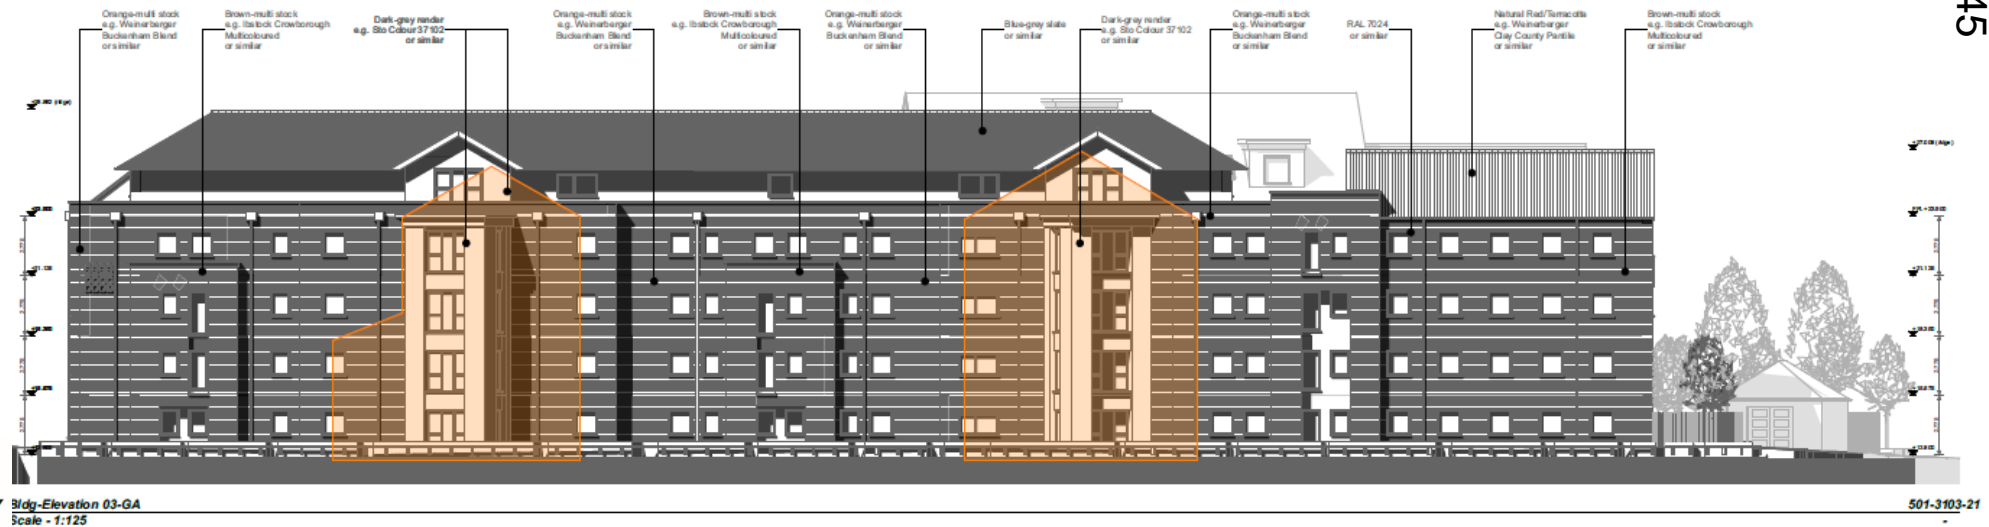 45
Orange-multi stock
e.g. Weinerberger
Buckenham Blend
or similar
Brown-multi stock
e.g. Ibstock Crowborough
Multicoloured
or similar
Dark-grey render
e.g. Sto Colour 37102
or similar
Orange-multi stock
e.g. Weinerberger
Buckenham Blend
or similar
Brown-multi stock
e.g. Ibstock Crowborough
Multicoloured
or similar
Orange-multi stock
e.g. Weinerberger
Buckenham Blend
or similar
Blue-grey slate
or similar
Dark-grey render
e.g. Sto Colour 37102
or similar
Orange-multi stock
e.g. Weinerberger
Buckenham Blend
or similar
RAL 7024
or similar
Natural Red/Terracotta
e.g. Weinerberger
Clay County Pantile
or similar
Brown-multi stock
e.g. Ibstock Crowborough
Multicoloured
or similar
Bldg-Elevation 03-GA
501-3103-21
Scale - 1:125
-